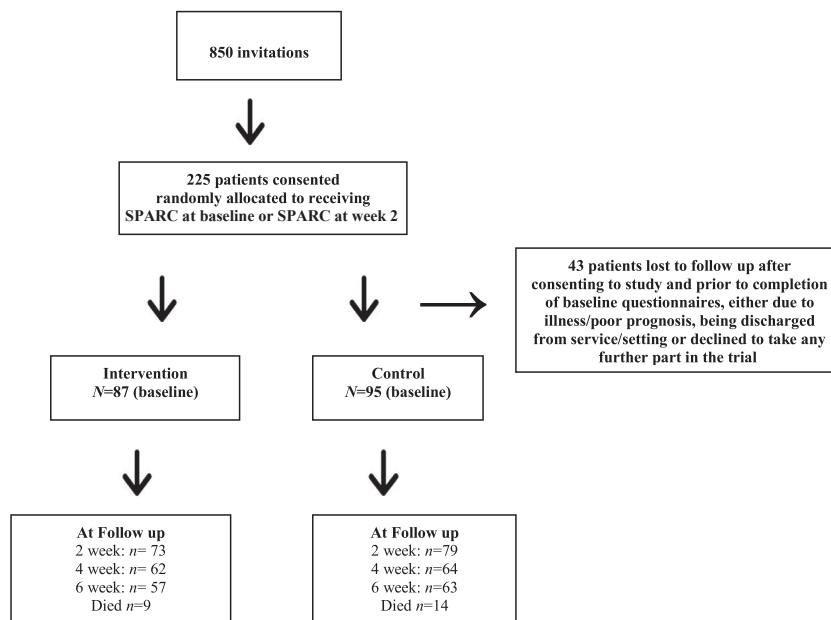 850 invitations
225 patients consented
randomly allocated to receiving
SPARC at baseline or SPARC at week 2
43 patients lost to follow up after
consenting to study and prior to completion
of baseline questionnaires, either due to
illness/poor prognosis, being discharged
from service/setting or declined to take any
further part in the trial
Intervention
N=87 (baseline)
Control
N=95 (baseline)
At Follow up
2 week: n= 73
4 week: n= 62
6 week: n= 57
Died n=9
At Follow up
2 week: n=79
4 week: n=64
6 week: n=63
Died n=14